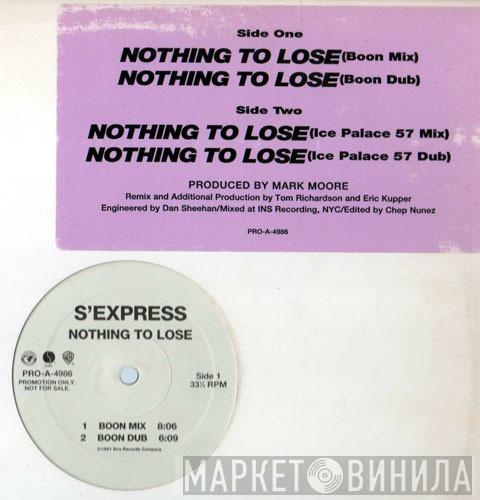 Side One
NOTHING TO LOSE (Boon Mix)
NOTHING TO LOSE (Boon Dub)
Side Two
NOTHING TO LOSE (Ice Palace 57 Mix)
NOTHING TO LOSE (Ice Palace 57 Dub)
PRODUCED BY MARK MOORE
Remix and Additional Production by Tom Richardson and Eric Kupper
Engineered by Dan Sheehan/Mixed at INS Recording, NYC/Edited by Chep Nunez
PRO-A-4986
S'EXPRESS
NOTHING TO LOSE
PRO-A-4986
PROMOTION ONLY.
NOT FOR SALE.
Side 1
33⅓ RPM
1 BOON MIX 8:06
2 BOON DUB 6:09
©1991 Sire Records Company
МАРКЕТ ВИНИЛА